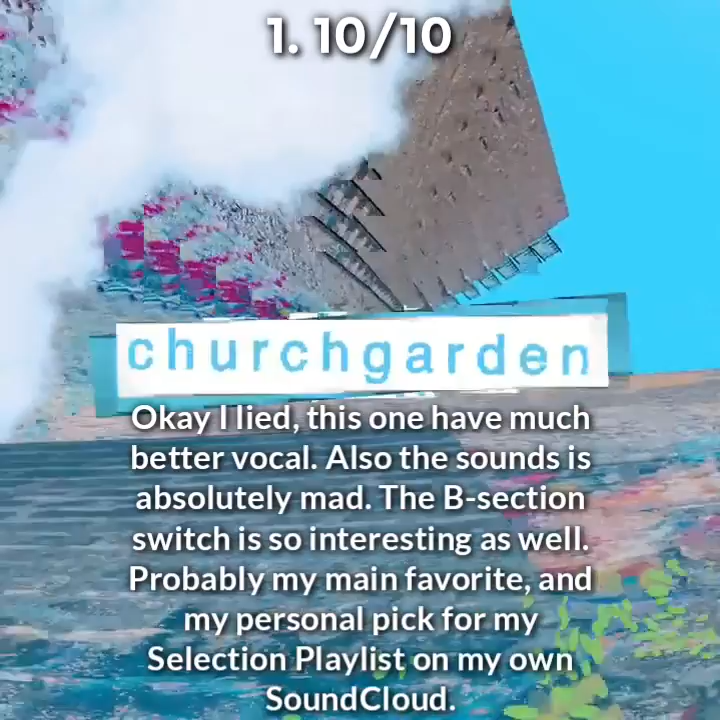 1. 10/10
churchgarden
Okay I lied, this one have much
better vocal. Also the sounds is
absolutely mad. The B-section
switch is so interesting as well.
Probably my main favorite, and
my personal pick for my
Selection Playlist on my own
SoundCloud.